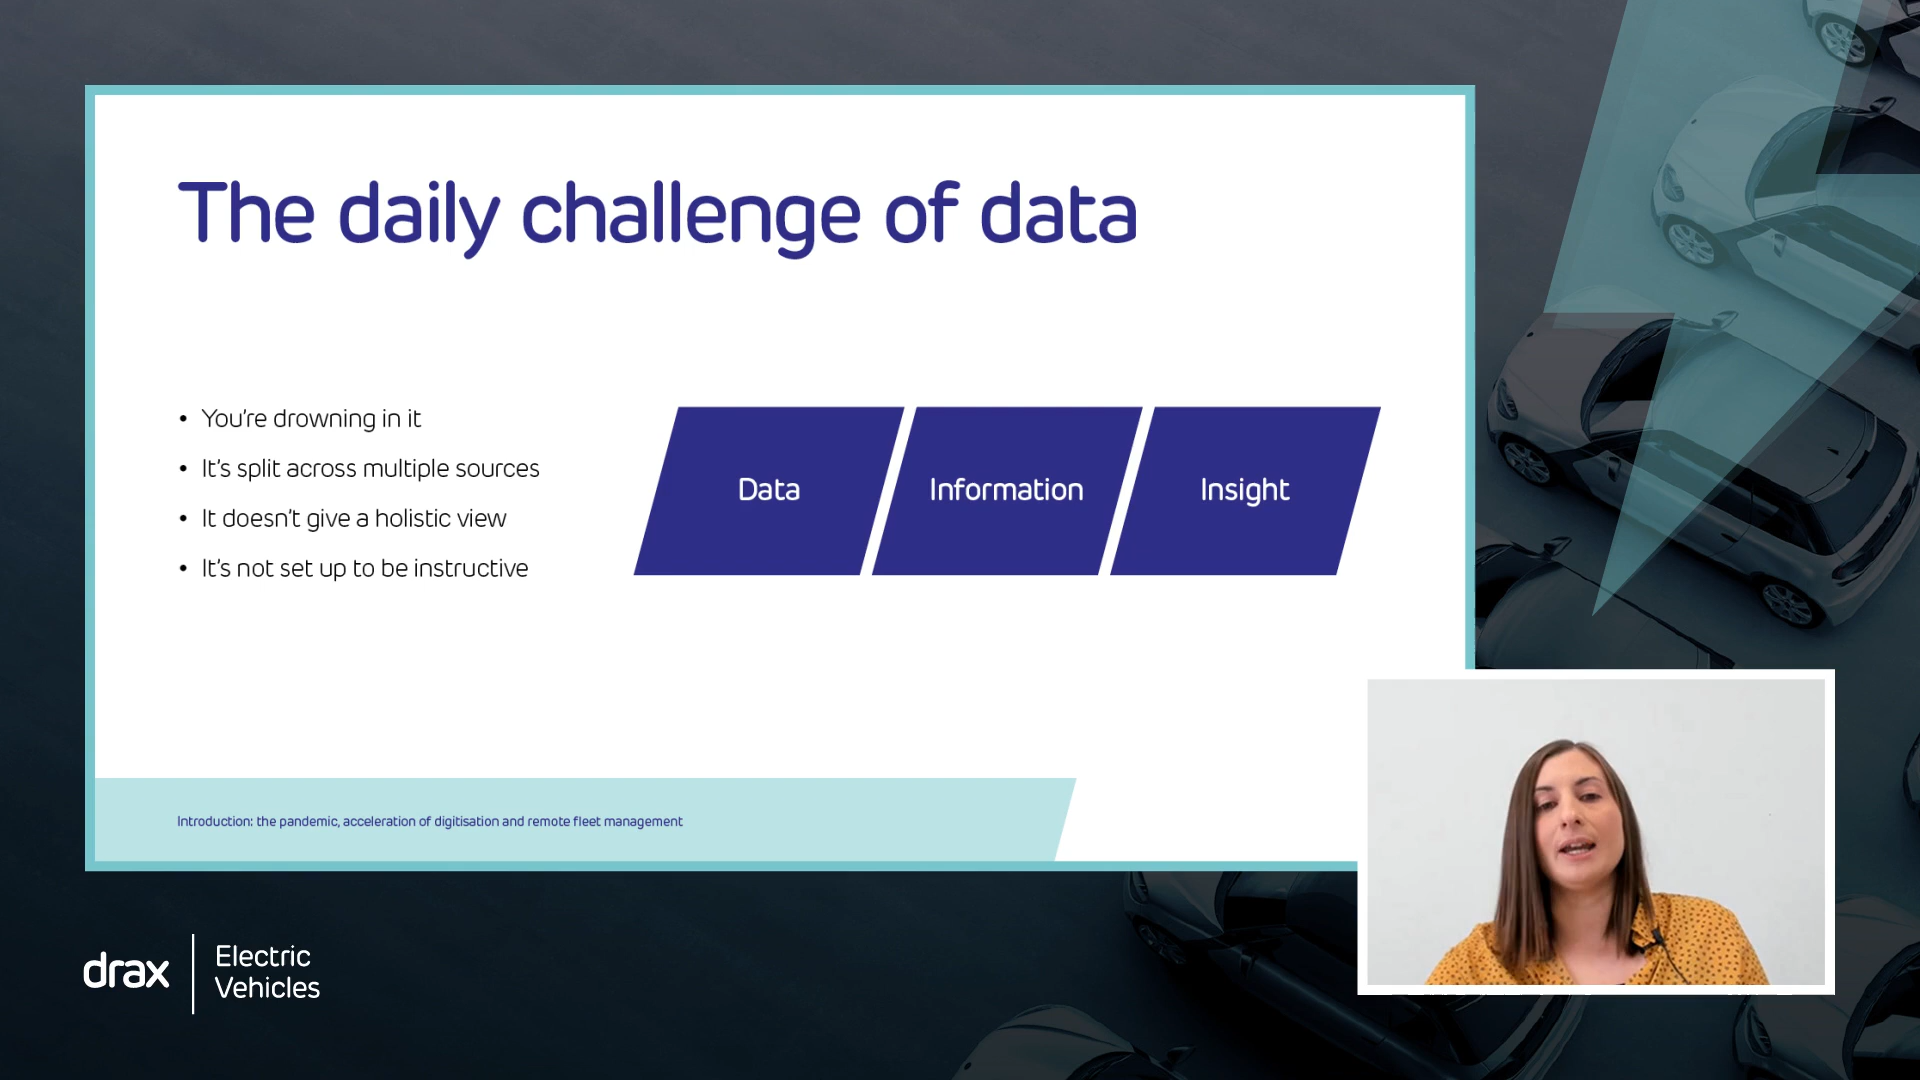 The daily challenge of data
• You're drowning in it
• It's split across multiple sources
• It doesn't give a holistic view
• It's not set up to be instructive
Data
Information
Insight
Introduction: the pandemic, acceleration of digitisation and remote fleet management
drax
Electric
Vehicles